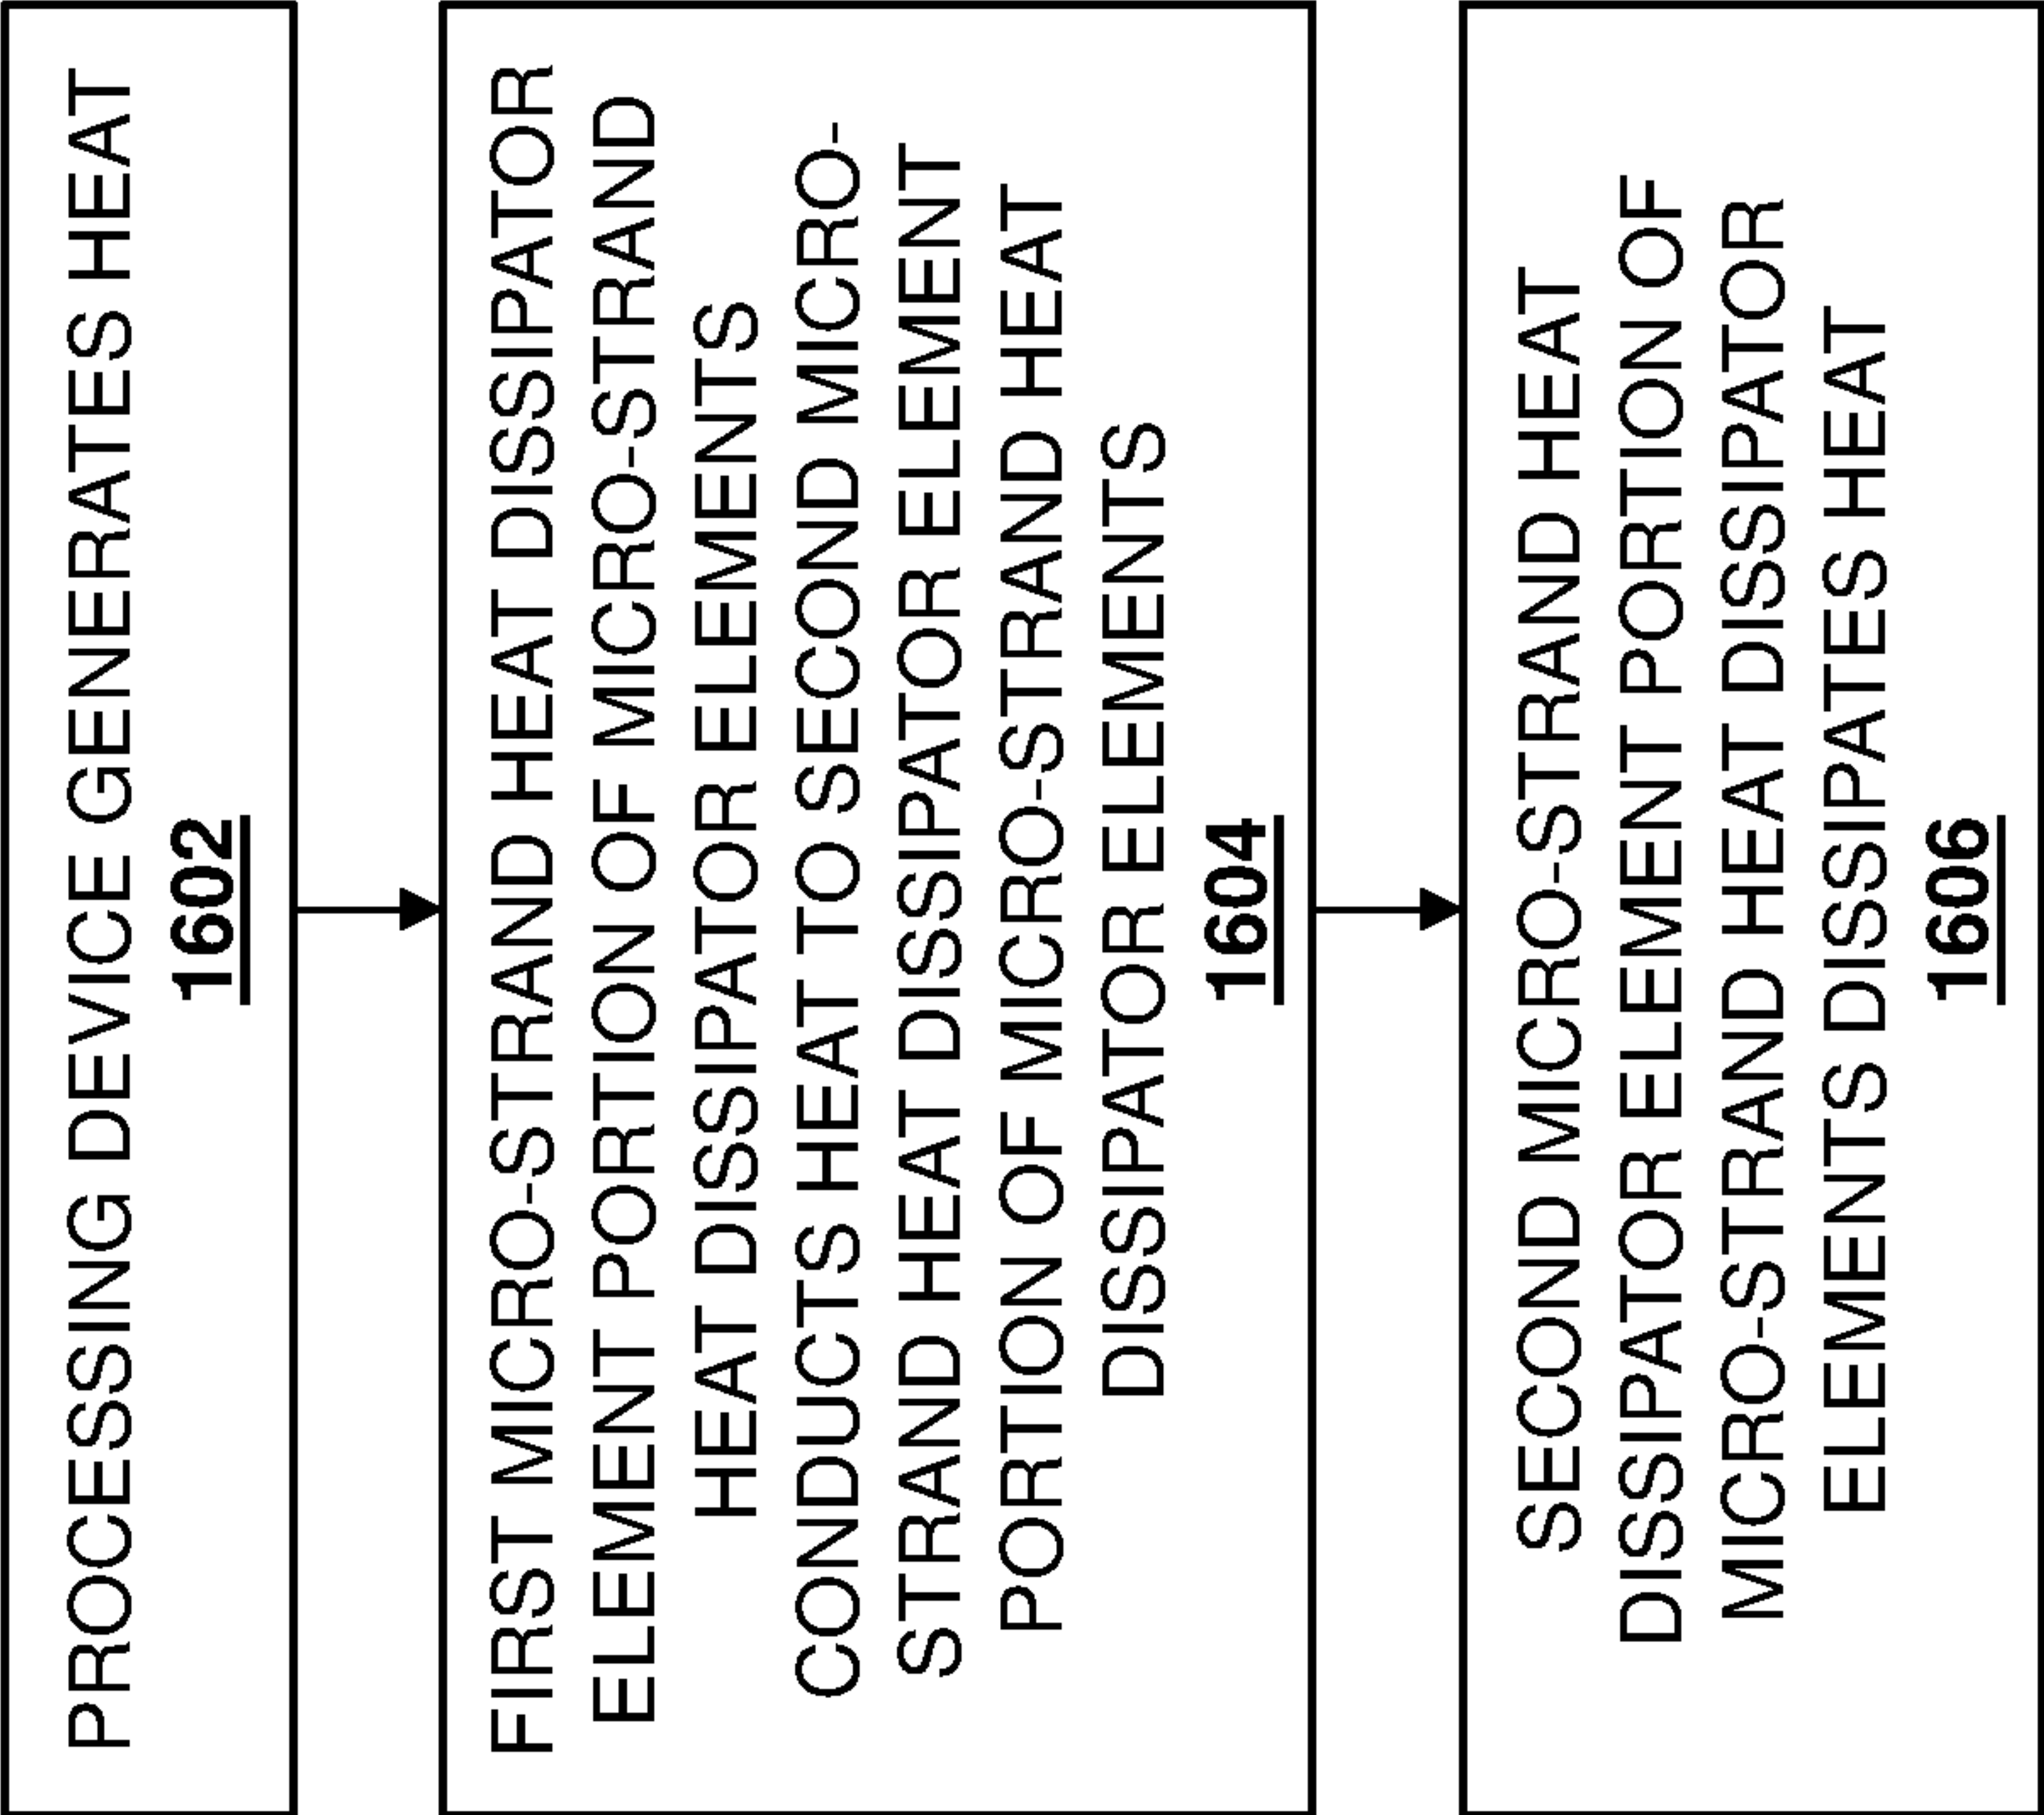 PROCESSING DEVICE GENERATES HEAT
1602
FIRST MICRO-STRAND HEAT DISSIPATOR
ELEMENT PORTION OF MICRO-STRAND
HEAT DISSIPATOR ELEMENTS
CONDUCTS HEAT TO SECOND MICRO-
STRAND HEAT DISSIPATOR ELEMENT
PORTION OF MICRO-STRAND HEAT
DISSIPATOR ELEMENTS
1604
SECOND MICRO-STRAND HEAT
DISSIPATOR ELEMENT PORTION OF
MICRO-STRAND HEAT DISSIPATOR
ELEMENTS DISSIPATES HEAT
1606